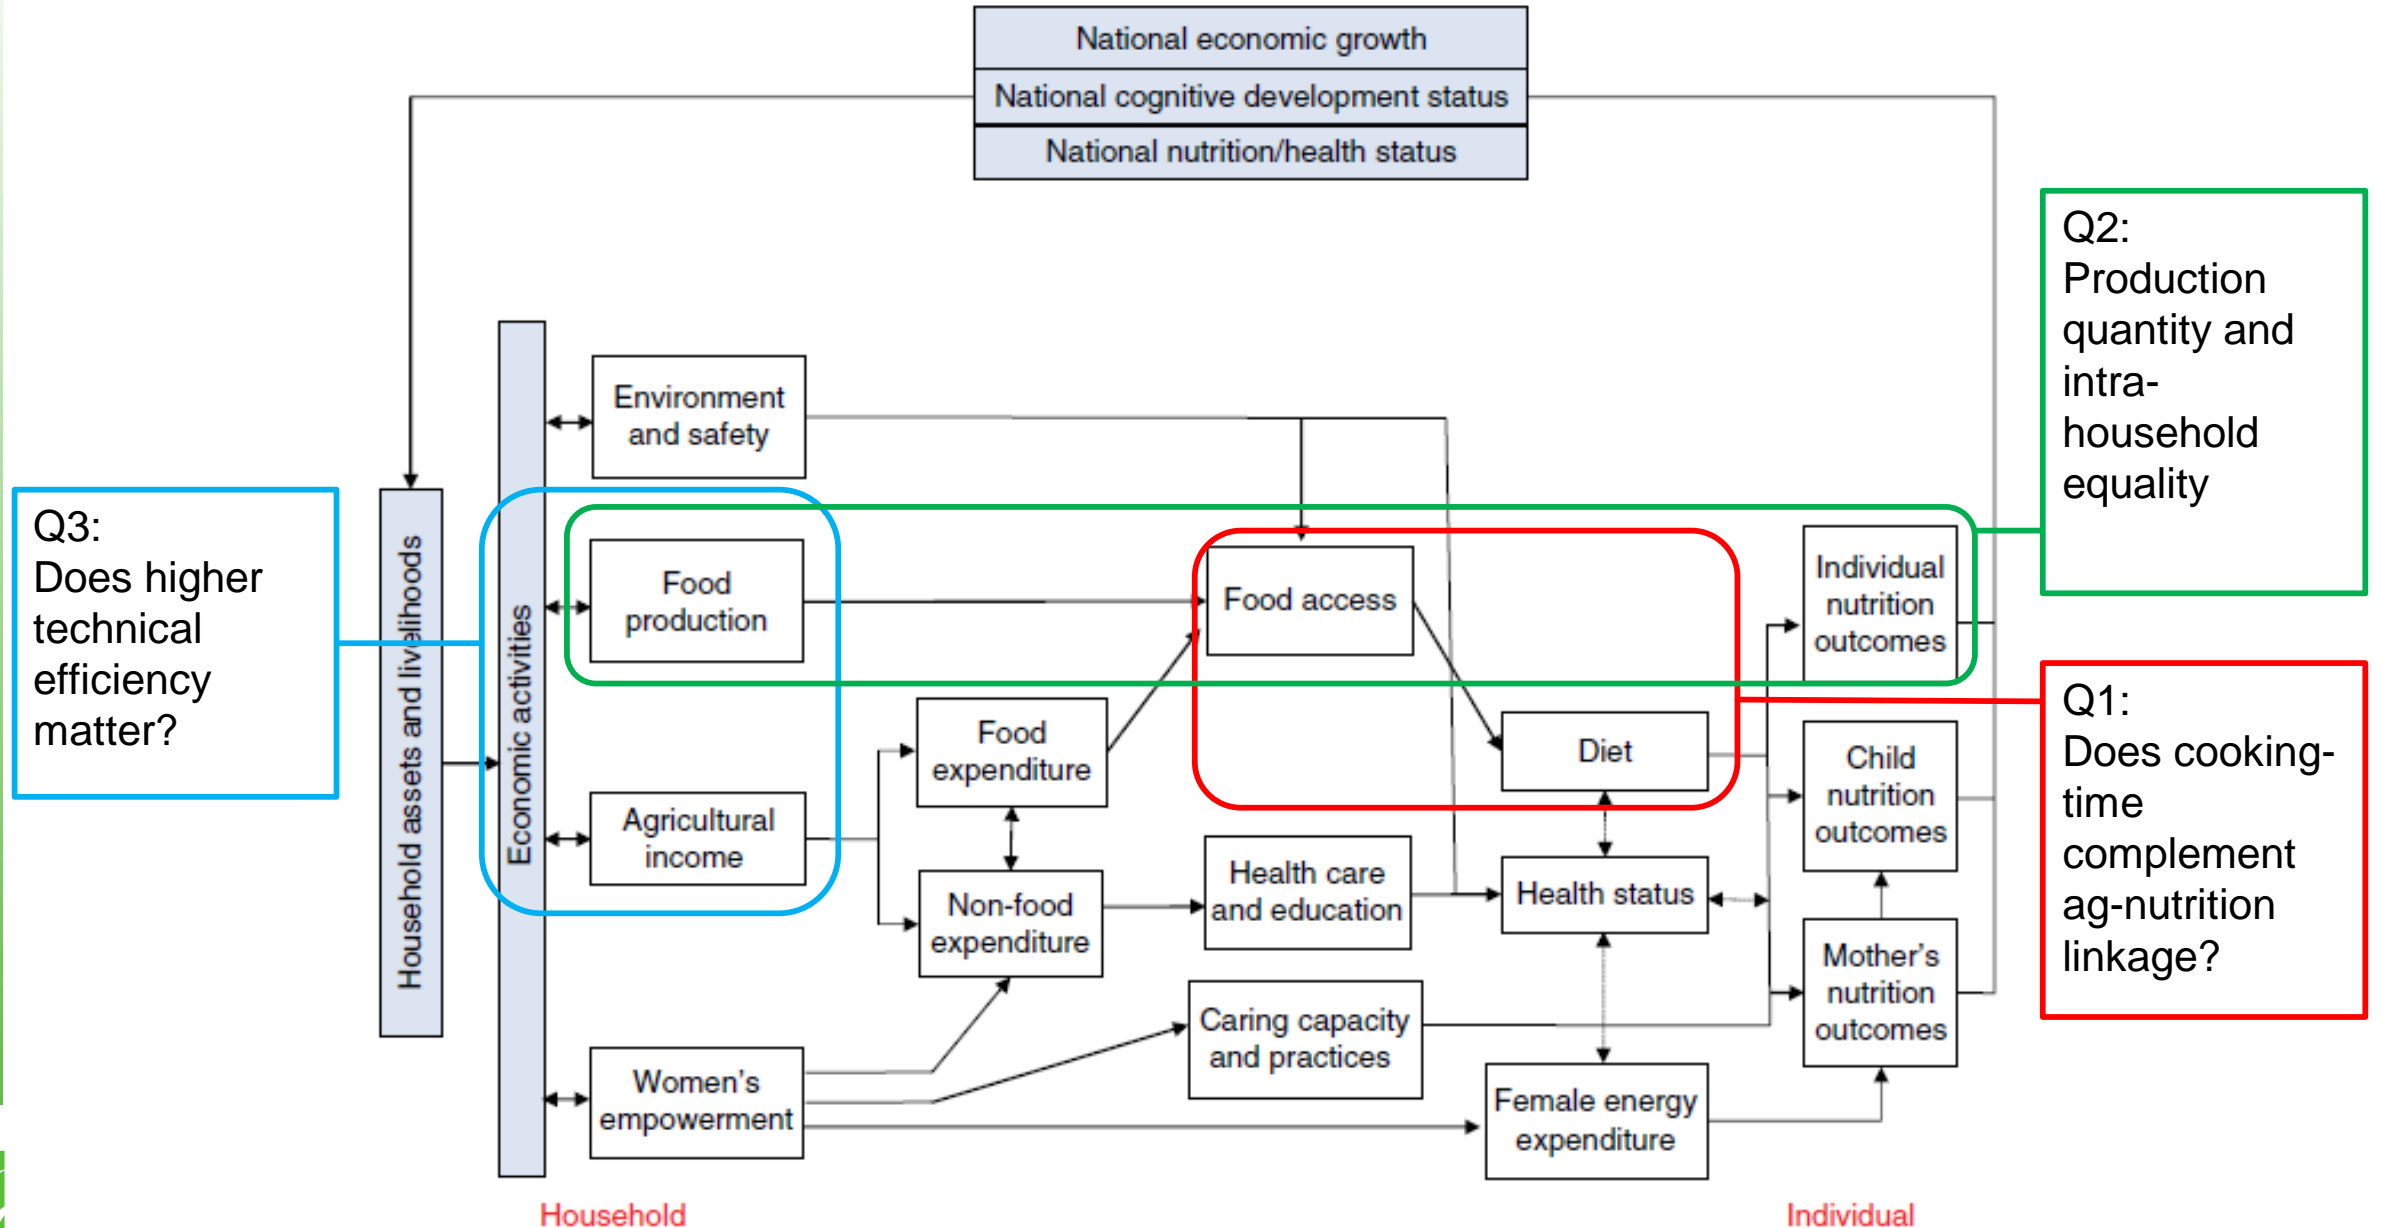 National economic growth
National cognitive development status
National nutrition/health status
Q2:
Production
quantity and
intra-
household
equality
Environment
and safety
Q3:
Does higher
technical
efficiency
matter?
Household assets and livelihoods
Economic activities
Food
production
Food access
Individual
nutrition
outcomes
Food
expenditure
Diet
Q1:
Does cooking-
time
complement
ag-nutrition
linkage?
Child
nutrition
outcomes
Agricultural
income
Non-food
expenditure
Health care
and education
Health status
Mother’s
nutrition
outcomes
Caring capacity
and practices
Women’s
empowerment
Female energy
expenditure
Household
Individual